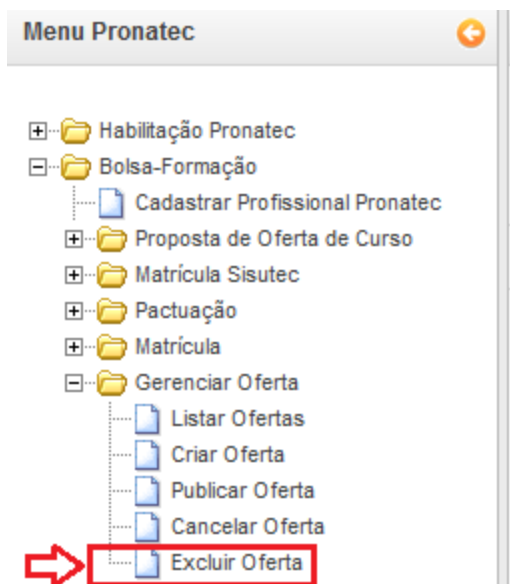 Menu Pronatec
Habilitação Pronatec
Bolsa-Formação
Cadastrar Profissional Pronatec
Proposta de Oferta de Curso
Matrícula Sisutec
Pactuação
Matrícula
Gerenciar Oferta
Listar Ofertas
Criar Oferta
Publicar Oferta
Cancelar Oferta
Excluir Oferta